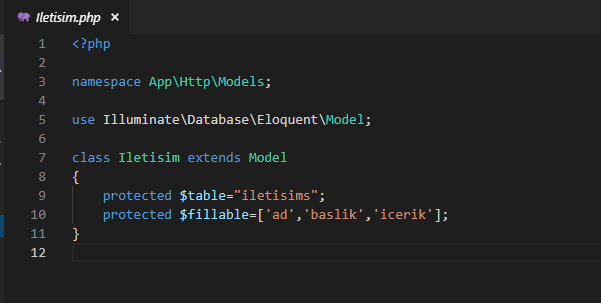 Iletisim.php ×
1 <?php
2
3 namespace App\Http\Models;
4
5 use Illuminate\Database\Eloquent\Model;
6
7 class Iletisim extends Model
8 {
9 protected $table="iletisims";
10 protected $fillable=['ad','baslik','icerik'];
11 }
12